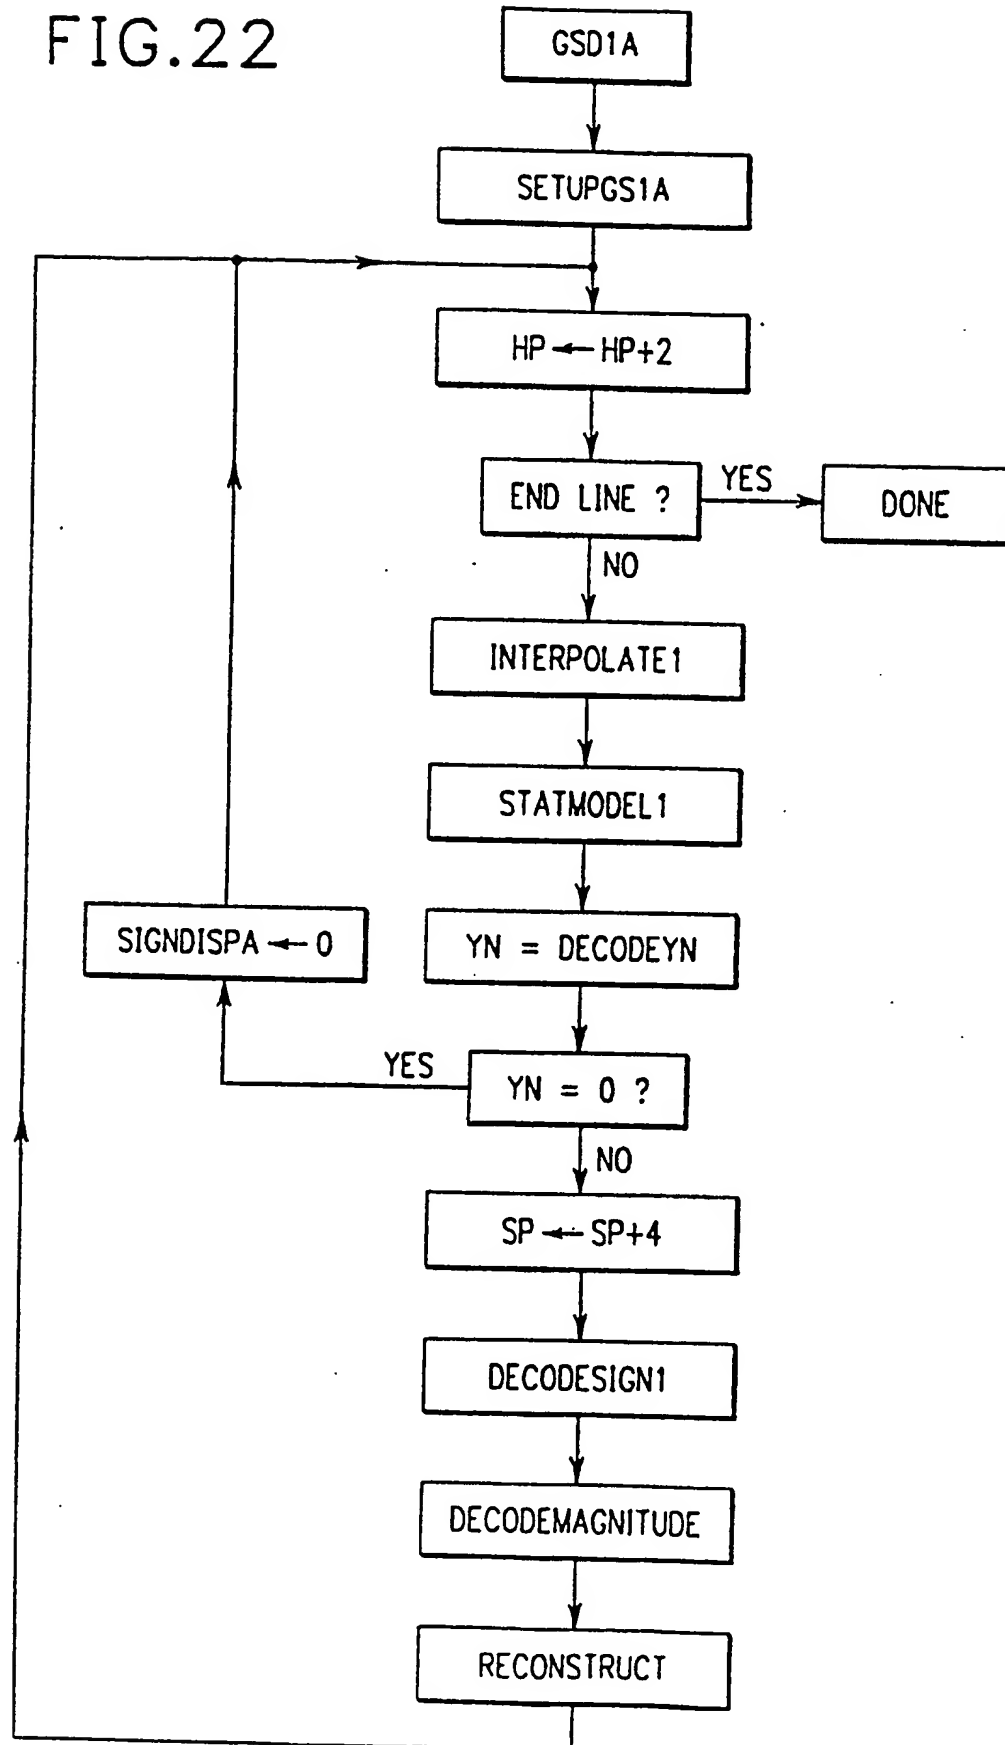 FIG.22
GSD1A
SETUPGS1A
HP ← HP+2
END LINE ?
YES
DONE
NO
INTERPOLATE1
STATMODEL1
SIGNDISPA ← 0
YN = DECODEYN
YES
YN = 0 ?
NO
SP ← SP+4
DECODESIGN1
DECODEMAGNITUDE
RECONSTRUCT